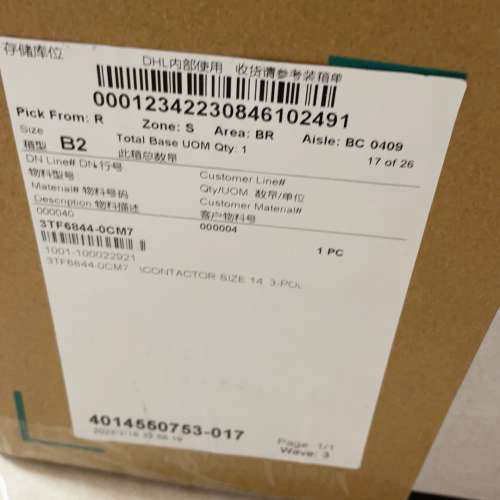 存储库位
DHL内部使用 收货请参考装箱单
00012342230846102491
Pick From: R Zone: S Area: BR Aisle: BC 0409
Size
箱型 B2 Total Base UOM Qty. 1 17 of 26
此箱总数量
DN Line# DN行号 Customer Line#
物料型号 Qty/UOM 数量/单位
Material# 物料号码 Customer Material#
Description 物料描述 客户物料号
000040 000004
3TF6844-0CM7 1 PC
1001-100022921
3TF6844-0CM7 \CONTACTOR SIZE 14 3-POL
4014550753-017
Page 1/1
Wave: 3